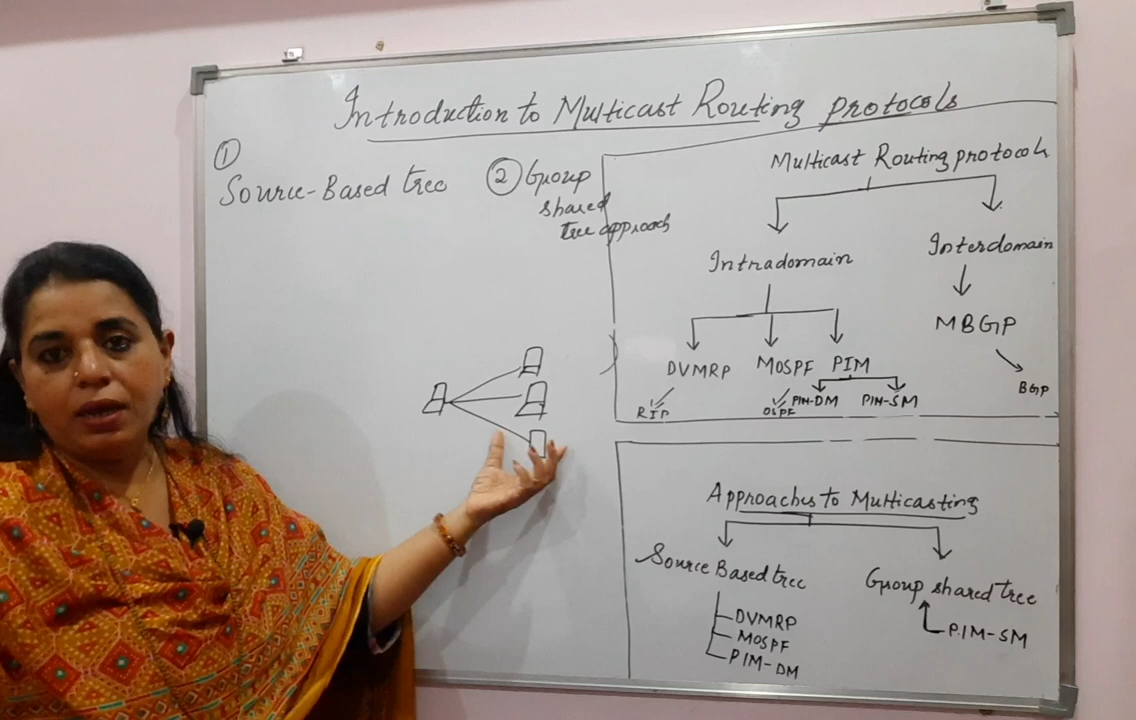 Introduction to Multicast Routing protocols
①
Source-Based tree
② Group
shared
tree approach
Multicast Routing protocols
Intradomain
Interdomain
DVMRP MOSPF PIM
MBGP
RIP
OSPF
PIM-DM PIM-SM
BGP
Approaches to Multicasting
Source Based tree
Group shared tree
DVMRP
MOSPF
PIM-DM
PIM-SM